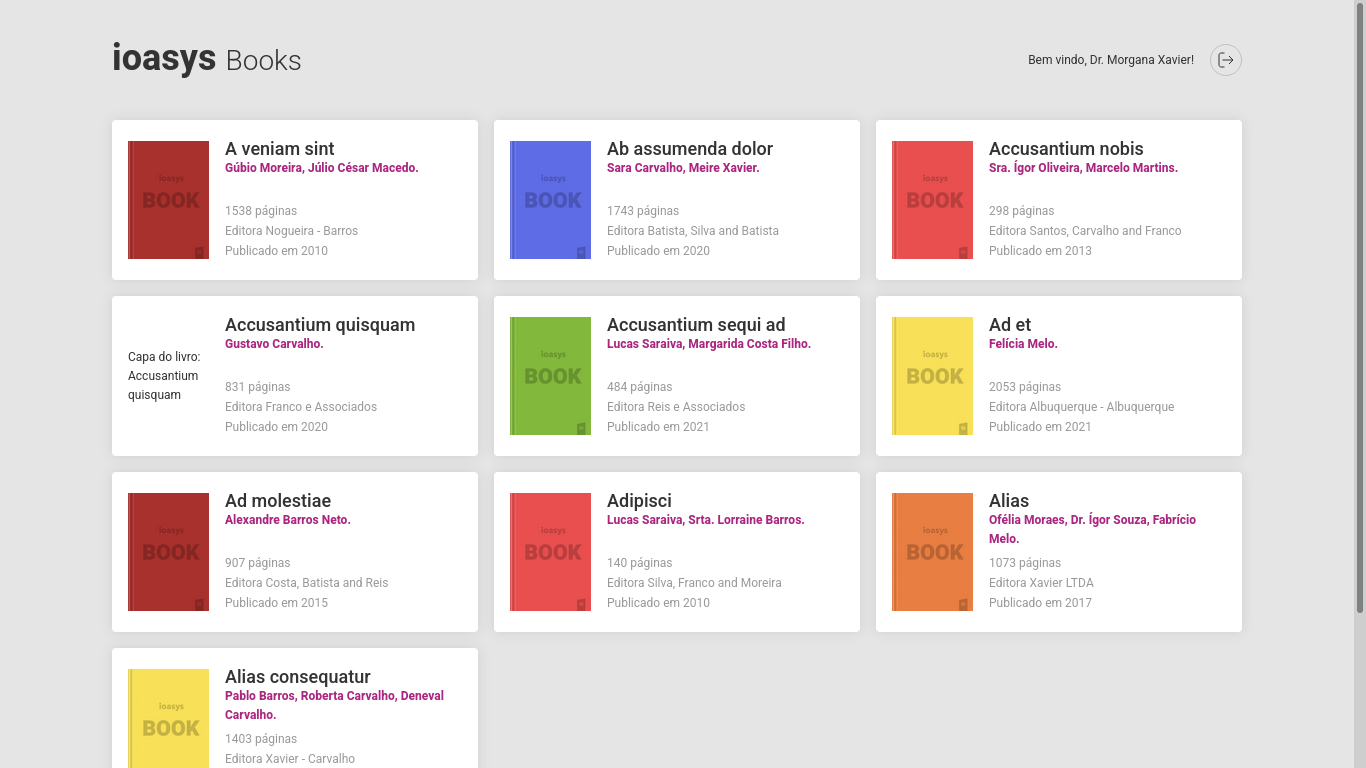 ioasys Books
Bem vindo, Dr. Morgana Xavier!
ioasys
BOOK
A veniam sint
Gúbio Moreira, Júlio César Macedo.
1538 páginas
Editora Nogueira - Barros
Publicado em 2010
ioasys
BOOK
Ab assumenda dolor
Sara Carvalho, Meire Xavier.
1743 páginas
Editora Batista, Silva and Batista
Publicado em 2020
ioasys
BOOK
Accusantium nobis
Sra. Ígor Oliveira, Marcelo Martins.
298 páginas
Editora Santos, Carvalho and Franco
Publicado em 2013
Capa do livro:
Accusantium
quisquam
Accusantium quisquam
Gustavo Carvalho.
831 páginas
Editora Franco e Associados
Publicado em 2020
ioasys
BOOK
Accusantium sequi ad
Lucas Saraiva, Margarida Costa Filho.
484 páginas
Editora Reis e Associados
Publicado em 2021
ioasys
BOOK
Ad et
Felícia Melo.
2053 páginas
Editora Albuquerque - Albuquerque
Publicado em 2021
ioasys
BOOK
Ad molestiae
Alexandre Barros Neto.
907 páginas
Editora Costa, Batista and Reis
Publicado em 2015
ioasys
BOOK
Adipisci
Lucas Saraiva, Srta. Lorraine Barros.
140 páginas
Editora Silva, Franco and Moreira
Publicado em 2010
ioasys
BOOK
Alias
Ofélia Moraes, Dr. Ígor Souza, Fabrício
Melo.
1073 páginas
Editora Xavier LTDA
Publicado em 2017
ioasys
BOOK
Alias consequatur
Pablo Barros, Roberta Carvalho, Deneval
Carvalho.
1403 páginas
Editora Xavier - Carvalho